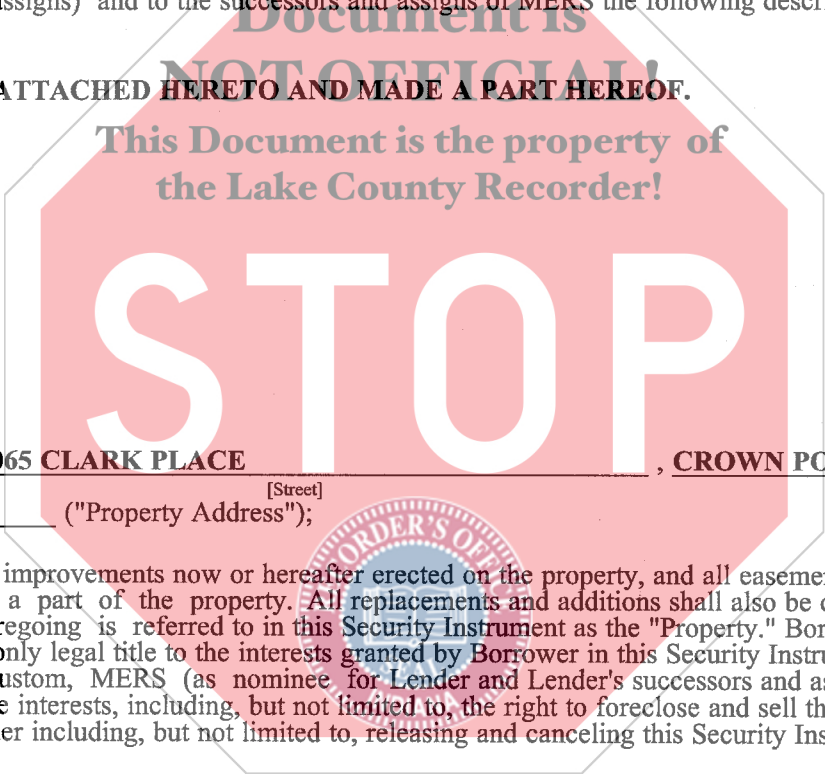 assigns) and to the successors and assigns of MERS the following descri
Document is
NOT OFFICIAL!
ATTACHED HERETO AND MADE A PART HEREOF.
This Document is the property of
the Lake County Recorder!
STOP
065 CLARK PLACE , CROWN PO
[Street]
("Property Address");
RECORDER'S OFFIC
improvements now or hereafter erected on the property, and all easeme
a part of the property. All replacements and additions shall also be c
regoing is referred to in this Security Instrument as the "Property." Bor
only legal title to the interests granted by Borrower in this Security Instru
ustom, MERS (as nominee for Lender and Lender's successors and as
e interests, including, but not limited to, the right to foreclose and sell th
er including, but not limited to, releasing and canceling this Security Ins
SEAL
INDIANA